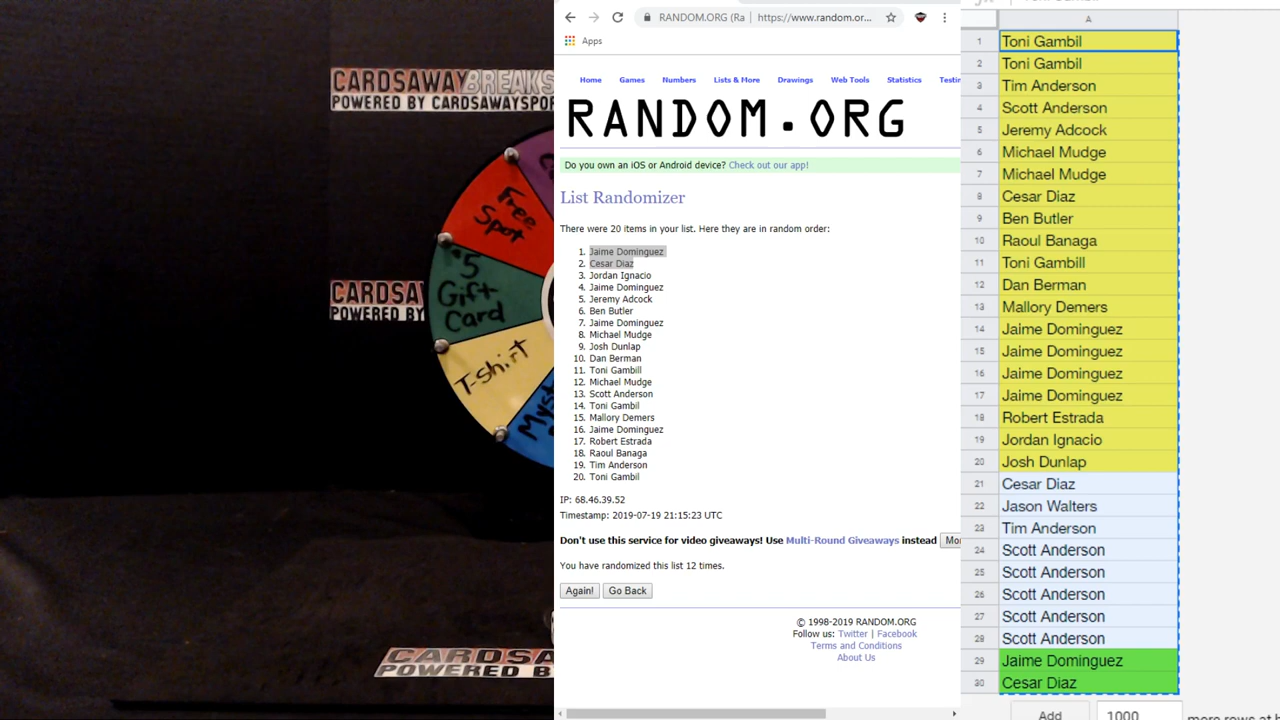 CARDSAWAYBREAKS
POWERED BY CARDSAWAYSPO
Free
Spot
$5
Gift
Card
T-shirt
CARDSA
POWERED BY
CARDSA
POWERED B
RANDOM.ORG (Ra
https://www.random.or...
Apps
Home Games Numbers Lists & More Drawings Web Tools Statistics Testin
RANDOM.ORG
Do you own an iOS or Android device? Check out our app!
List Randomizer
There were 20 items in your list. Here they are in random order:
1. Jaime Dominguez
2. Cesar Diaz
3. Jordan Ignacio
4. Jaime Dominguez
5. Jeremy Adcock
6. Ben Butler
7. Jaime Dominguez
8. Michael Mudge
9. Josh Dunlap
10. Dan Berman
11. Toni Gambill
12. Michael Mudge
13. Scott Anderson
14. Toni Gambil
15. Mallory Demers
16. Jaime Dominguez
17. Robert Estrada
18. Raoul Banaga
19. Tim Anderson
20. Toni Gambil
IP: 68.46.39.52
Timestamp: 2019-07-19 21:15:23 UTC
Don't use this service for video giveaways! Use Multi-Round Giveaways instead Mor
You have randomized this list 12 times.
Again! Go Back
© 1998-2019 RANDOM.ORG
Follow us: Twitter | Facebook
Terms and Conditions
About Us
A
1 Toni Gambil
2 Toni Gambil
3 Tim Anderson
4 Scott Anderson
5 Jeremy Adcock
6 Michael Mudge
7 Michael Mudge
8 Cesar Diaz
9 Ben Butler
10 Raoul Banaga
11 Toni Gambill
12 Dan Berman
13 Mallory Demers
14 Jaime Dominguez
15 Jaime Dominguez
16 Jaime Dominguez
17 Jaime Dominguez
18 Robert Estrada
19 Jordan Ignacio
20 Josh Dunlap
21 Cesar Diaz
22 Jason Walters
23 Tim Anderson
24 Scott Anderson
25 Scott Anderson
26 Scott Anderson
27 Scott Anderson
28 Scott Anderson
29 Jaime Dominguez
30 Cesar Diaz
Add 1000